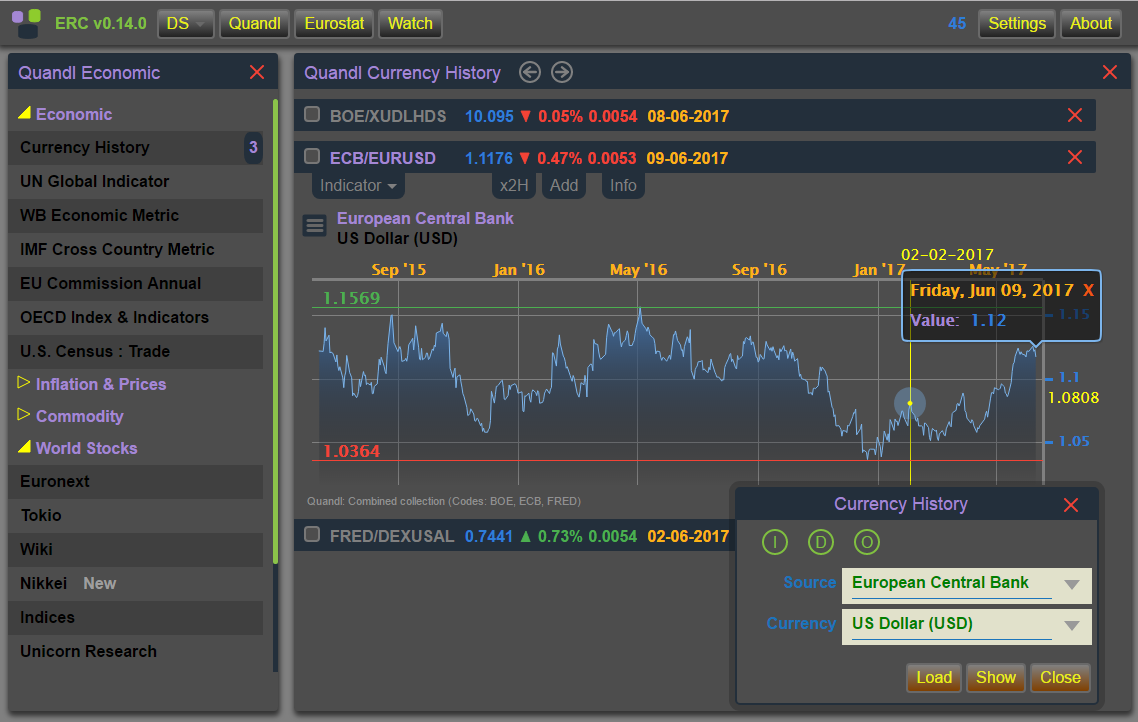 ERC v0.14.0 DS Quandl Eurostat Watch 45 Settings About
Quandl Economic
Economic
Currency History 3
UN Global Indicator
WB Economic Metric
IMF Cross Country Metric
EU Commission Annual
OECD Index & Indicators
U.S. Census : Trade
Inflation & Prices
Commodity
World Stocks
Euronext
Tokio
Wiki
Nikkei New
Indices
Unicorn Research
Quandl Currency History
BOE/XUDLHDS 10.095 ▼ 0.05% 0.0054 08-06-2017
ECB/EURUSD 1.1176 ▼ 0.47% 0.0053 09-06-2017
Indicator x2H Add Info
European Central Bank
US Dollar (USD)
02-02-2017
Sep '15 Jan '16 May '16 Sep '16 Jan '17 May '17
Friday, Jun 09, 2017 X
Value: 1.12
1.1569
1.15
1.1
1.0808
1.05
1.0364
Quandl: Combined collection (Codes: BOE, ECB, FRED)
FRED/DEXUSAL 0.7441 ▲ 0.73% 0.0054 02-06-2017
Currency History
I D O
Source European Central Bank
Currency US Dollar (USD)
Load Show Close